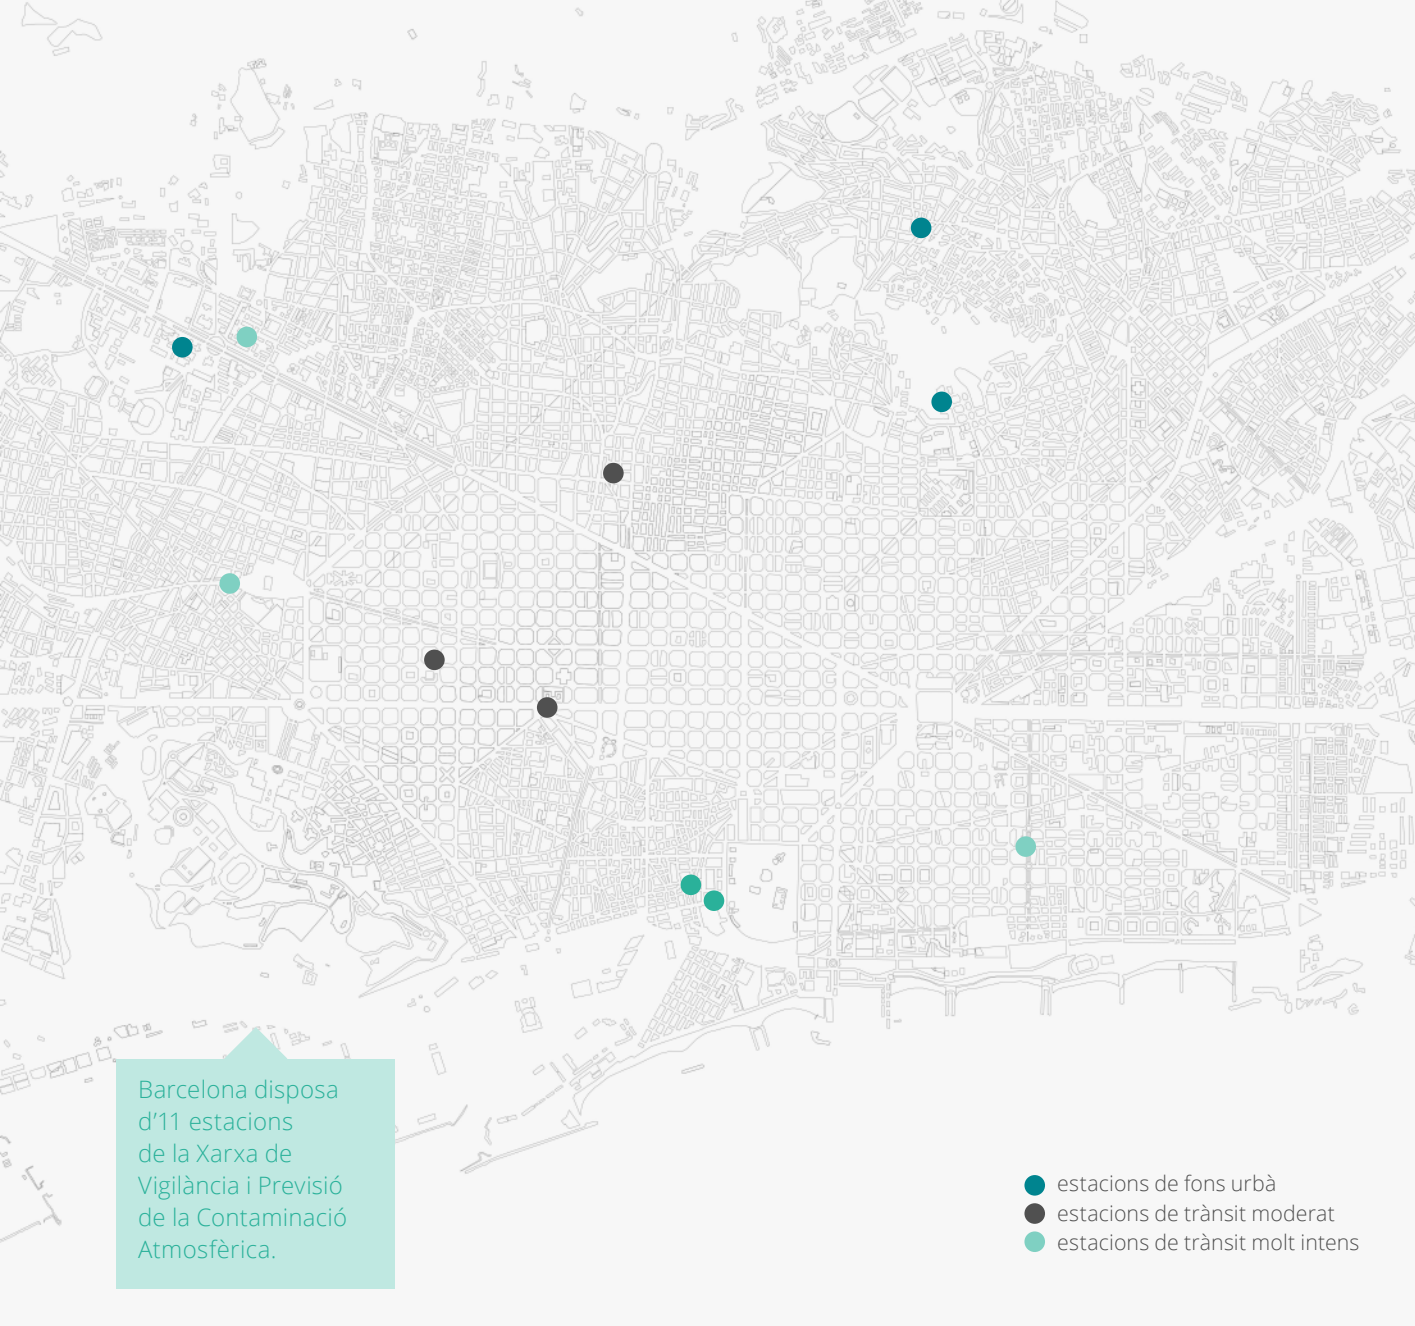 Barcelona disposa
d’11 estacions
de la Xarxa de
Vigilància i Previsió
de la Contaminació
Atmosfèrica.
estacions de fons urbà
estacions de trànsit moderat
estacions de trànsit molt intens